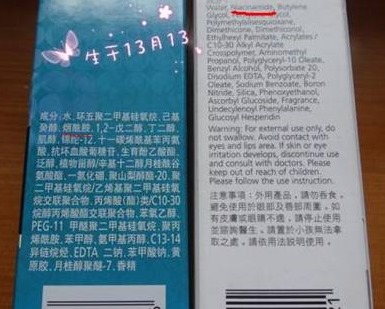 生于13月13、
成分:水、环五聚二甲基硅氧烷、己基
癸醇、烟酰胺、1,2-戊二醇、丁二醇、
肌醇、锦纶-12、十一碳烯酰基苯丙氨
酸、抗坏血酸葡糖苷、生育酚乙酸酯、
泛醇、植物甾醇/辛基十二醇月桂酰谷
氨酸酯、一氮化硼、聚山梨醇酯-20、聚
二甲基硅氧烷/乙烯基聚二甲基硅氧烷
交联聚合物、丙烯酸(酯)类/C10-30
烷醇丙烯酸酯交联聚合物、苯氧乙醇、
PEG-11 甲醚聚二甲基硅氧烷、聚丙
烯酰胺、苯甲醇、氨甲基丙醇、C13-14
异链烷烃、EDTA 二钠、苯甲酸钠、黄
原胶、月桂醇聚醚-7、香精
Water, Niacinamide, Butylene
Glycol,
Polymethylsilsesquioxane,
Dimethicone, Dimethiconol,
Ethylhexyl Palmitate, Acrylates /
C10-30 Alkyl Acrylate
Crosspolymer, Aminomethyl
Propanol, Polyglyceryl-10 Oleate,
Benzyl Alcohol, Polysorbate 20,
Disodium EDTA, Polyglyceryl-2
Oleate, Sodium Benzoate, Boron
Nitride, Silica, Phenoxyethanol,
Ascorbyl Glucoside, Fragrance,
Undecylenoyl Phenylalanine,
Glucosyl Hesperidin
Warning: For external use only, do
not swallow. Avoid contact with
eyes and lips area. If skin or eye
irritation develops, discontinue use
and consult with doctors. Please
keep out of reach of children.
Please follow the use instruction.
注意事項：外用產品，請勿吞食。
避免使用於眼部及唇部周圍。如
有皮膚或眼睛不適，請停止使用
並諮詢醫生。請置於小孩無法拿
取之處。請依用法說明使用。
21